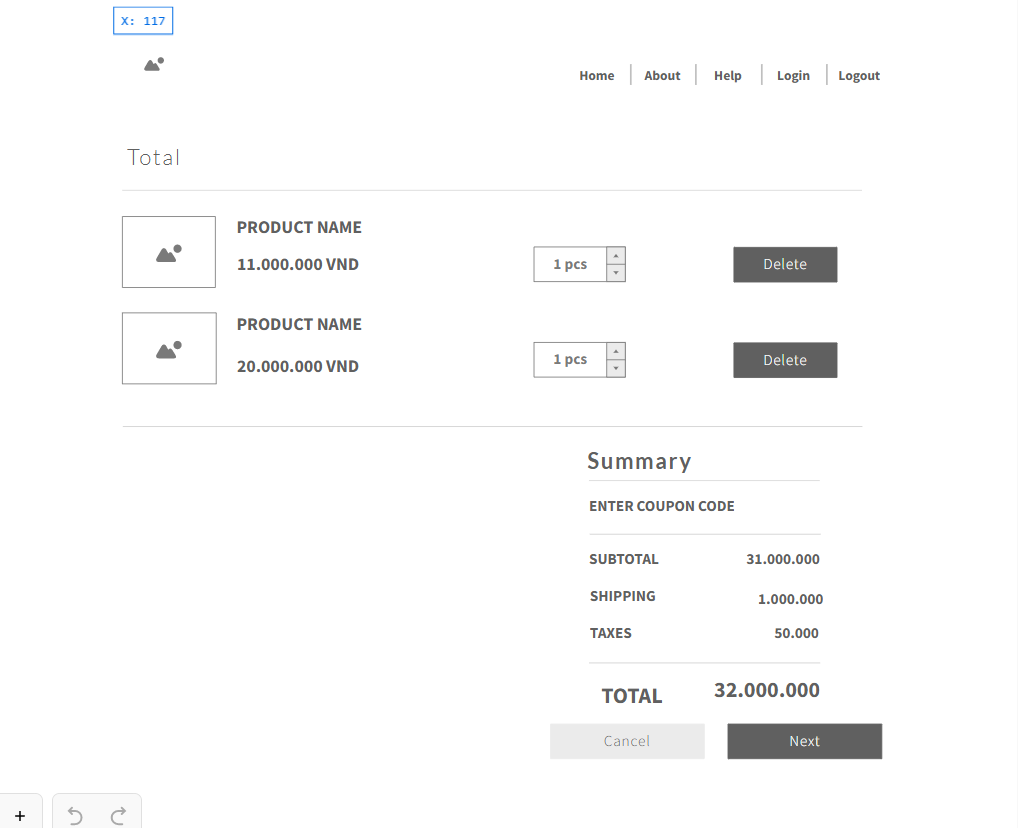 X: 117
Home About Help Login Logout
Total
PRODUCT NAME
11.000.000 VND
1 pcs
Delete
PRODUCT NAME
20.000.000 VND
1 pcs
Delete
Summary
ENTER COUPON CODE
SUBTOTAL 31.000.000
SHIPPING 1.000.000
TAXES 50.000
TOTAL 32.000.000
Cancel Next
+